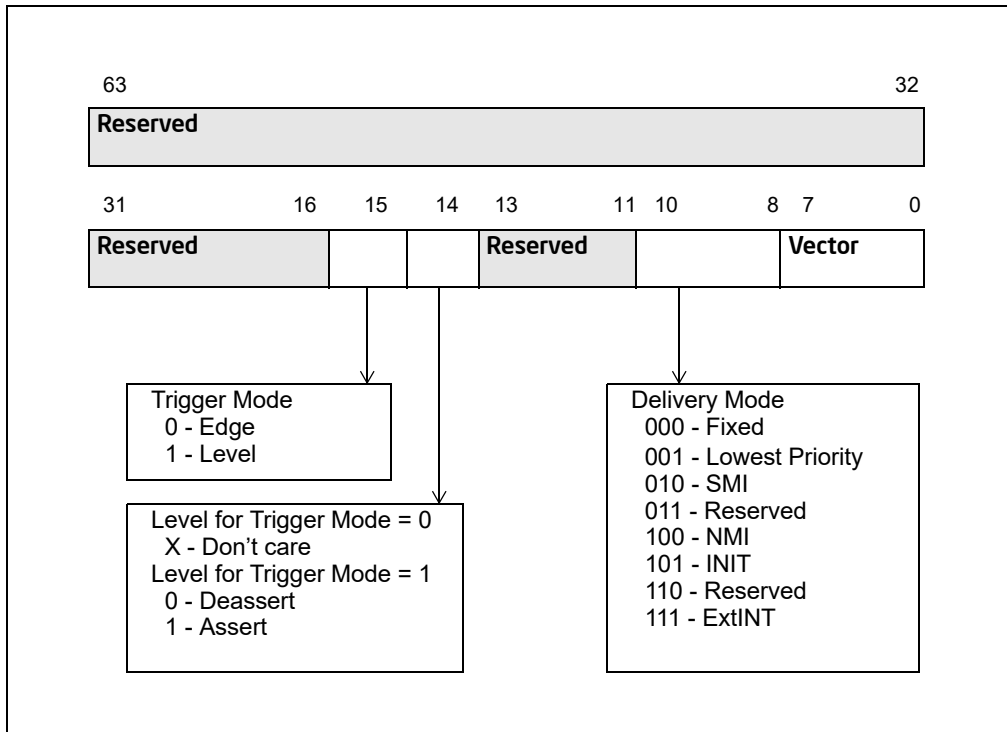 63 32
Reserved
31 16 15 14 13 11 10 8 7 0
Reserved Reserved Vector
Trigger Mode
0 - Edge
1 - Level
Level for Trigger Mode = 0
X - Don’t care
Level for Trigger Mode = 1
0 - Deassert
1 - Assert
Delivery Mode
000 - Fixed
001 - Lowest Priority
010 - SMI
011 - Reserved
100 - NMI
101 - INIT
110 - Reserved
111 - ExtINT